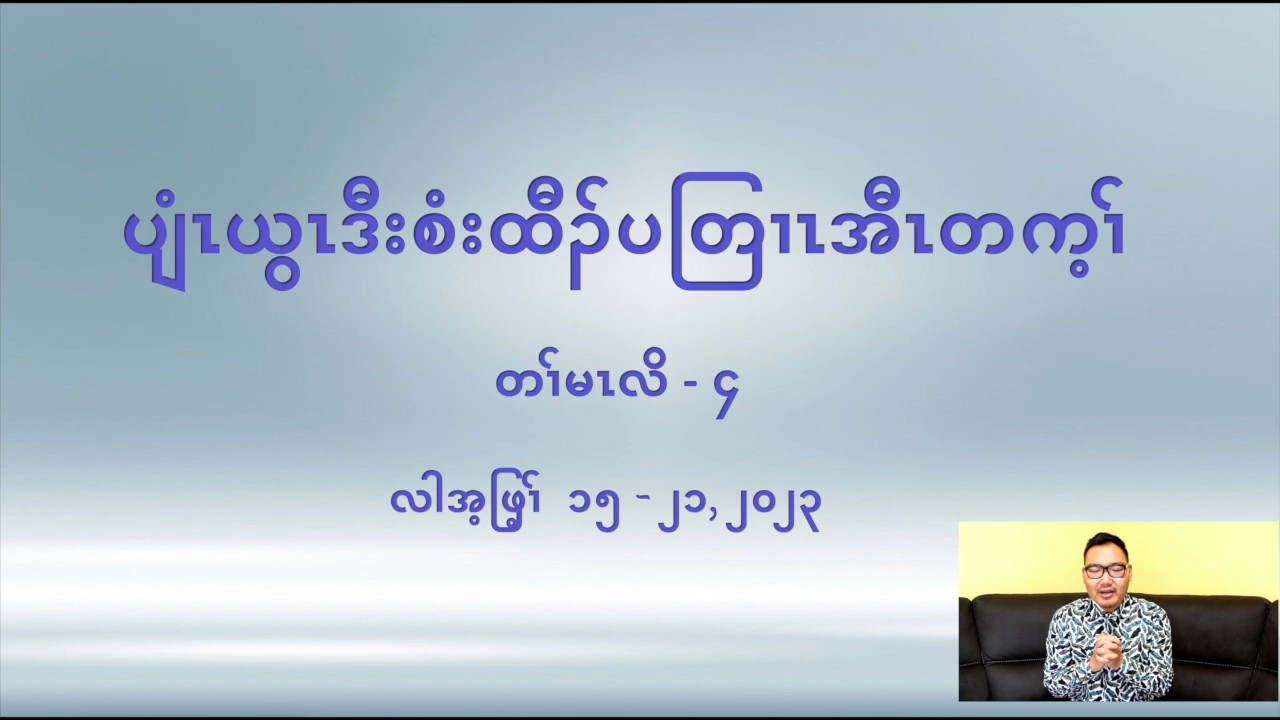 ပျံၤယွၤဒီးစံးထီၣ်ပတြၢၤအီၤတက့ၢ်
တၢ်မၤလိ - ၄
လါအ့ဖြ့ၢ် ၁၅ -၂၁,၂၀၂၃